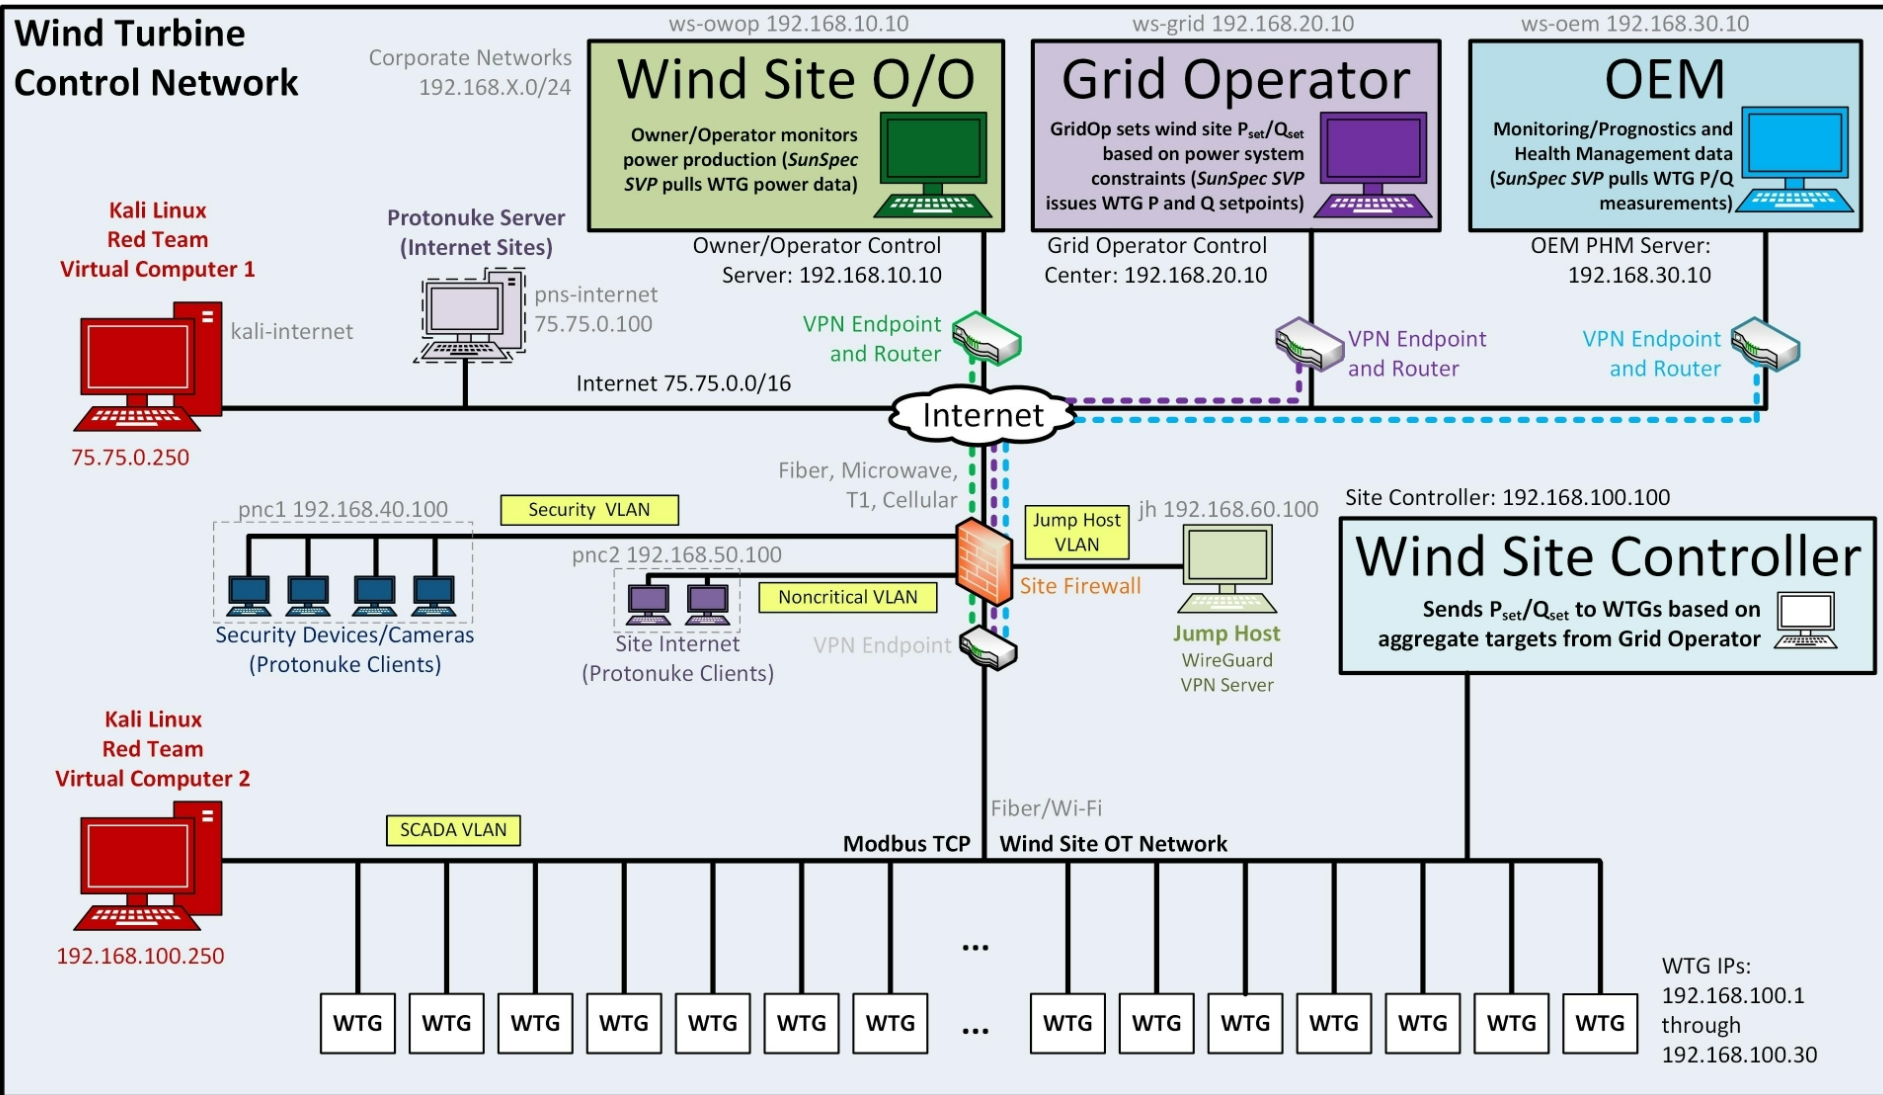 Wind Turbine
Control Network
Corporate Networks
192.168.X.0/24
ws-owop 192.168.10.10
Wind Site O/O
Owner/Operator monitors
power production (SunSpec
SVP pulls WTG power data)
ws-grid 192.168.20.10
Grid Operator
GridOp sets wind site Pset/Qset
based on power system
constraints (SunSpec SVP
issues WTG P and Q setpoints)
ws-oem 192.168.30.10
OEM
Monitoring/Prognostics and
Health Management data
(SunSpec SVP pulls WTG P/Q
measurements)
Kali Linux
Red Team
Virtual Computer 1
kali-internet
75.75.0.250
Protonuke Server
(Internet Sites)
pns-internet
75.75.0.100
Owner/Operator Control
Server: 192.168.10.10
Grid Operator Control
Center: 192.168.20.10
OEM PHM Server:
192.168.30.10
VPN Endpoint
and Router
VPN Endpoint
and Router
VPN Endpoint
and Router
Internet 75.75.0.0/16
Internet
Fiber, Microwave,
T1, Cellular
pnc1 192.168.40.100
Security VLAN
Security Devices/Cameras
(Protonuke Clients)
pnc2 192.168.50.100
Noncritical VLAN
Site Internet
(Protonuke Clients)
Jump Host
VLAN
jh 192.168.60.100
Site Firewall
Jump Host
WireGuard
VPN Server
VPN Endpoint
Site Controller: 192.168.100.100
Wind Site Controller
Sends Pset/Qset to WTGs based on
aggregate targets from Grid Operator
Kali Linux
Red Team
Virtual Computer 2
192.168.100.250
SCADA VLAN
Fiber/Wi-Fi
Modbus TCP Wind Site OT Network
...
WTG WTG WTG WTG WTG WTG WTG ... WTG WTG WTG WTG WTG WTG WTG
WTG IPs:
192.168.100.1
through
192.168.100.30